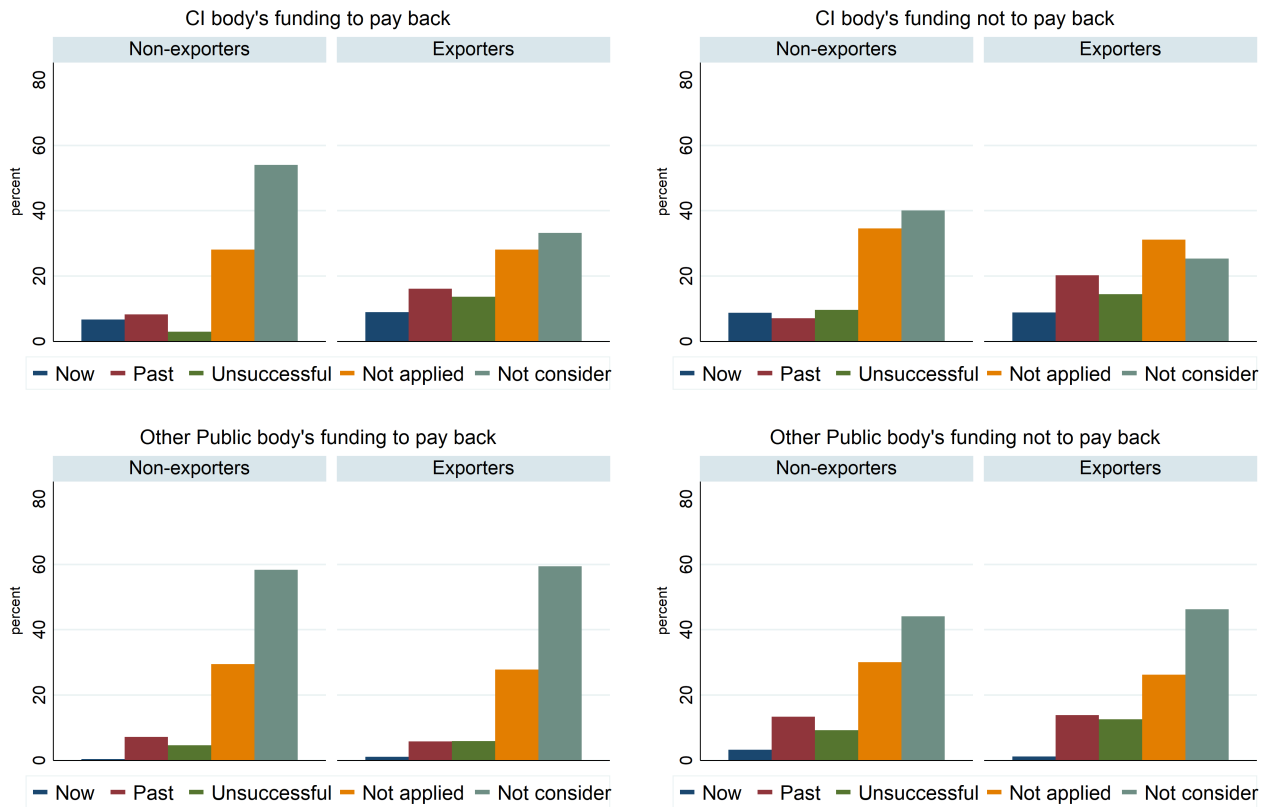 CI body's funding to pay back
Non-exporters Exporters
percent
80
60
40
20
0
Now Past Unsuccessful Not applied Not consider
CI body's funding not to pay back
Non-exporters Exporters
percent
80
60
40
20
0
Now Past Unsuccessful Not applied Not consider
Other Public body's funding to pay back
Non-exporters Exporters
percent
80
60
40
20
0
Now Past Unsuccessful Not applied Not consider
Other Public body's funding not to pay back
Non-exporters Exporters
percent
80
60
40
20
0
Now Past Unsuccessful Not applied Not consider